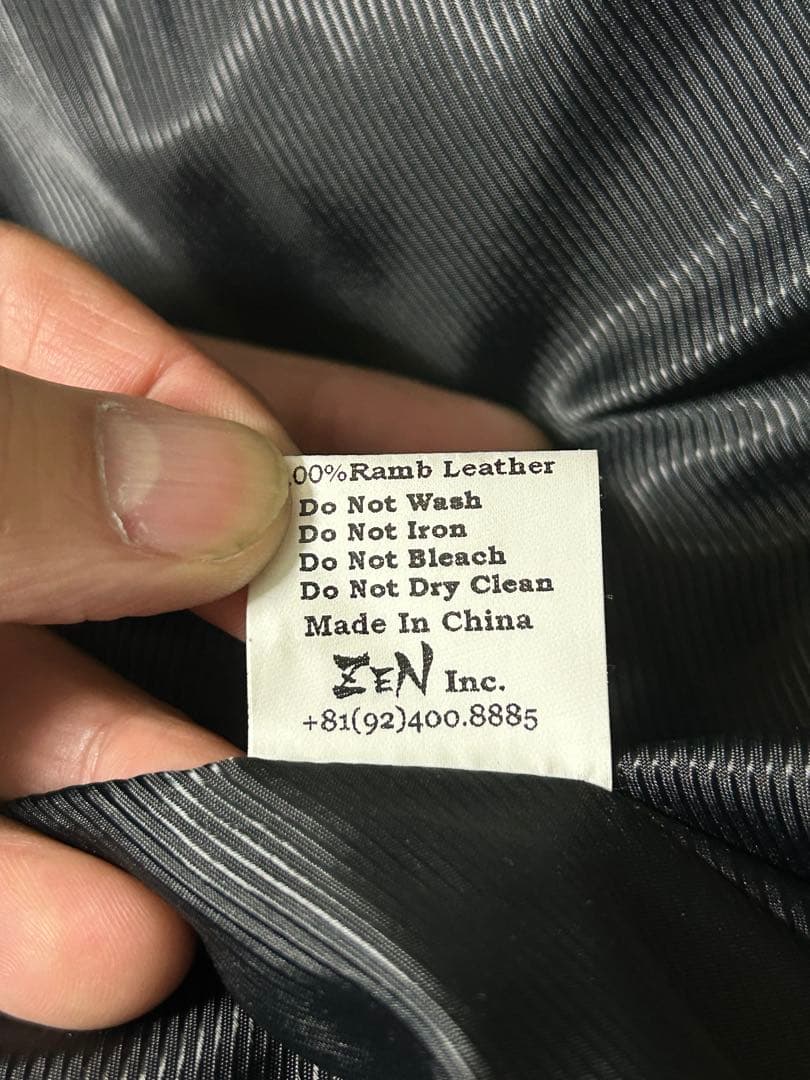 .00%Ramb Leather
Do Not Wash
Do Not Iron
Do Not Bleach
Do Not Dry Clean
Made In China
ZEN Inc.
+81(92)400.8885